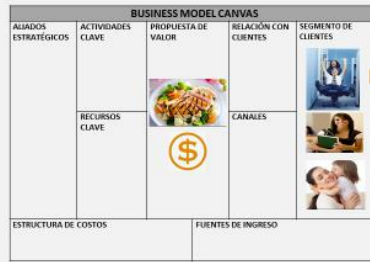 BUSINESS MODEL CANVAS
ALIADOS
ESTRATÉGICOS
ACTIVIDADES
CLAVE
PROPUESTA DE
VALOR
RELACIÓN CON
CLIENTES
SEGMENTO DE
CLIENTES
RECURSOS
CLAVE
CANALES
ESTRUCTURA DE COSTOS
FUENTES DE INGRESO